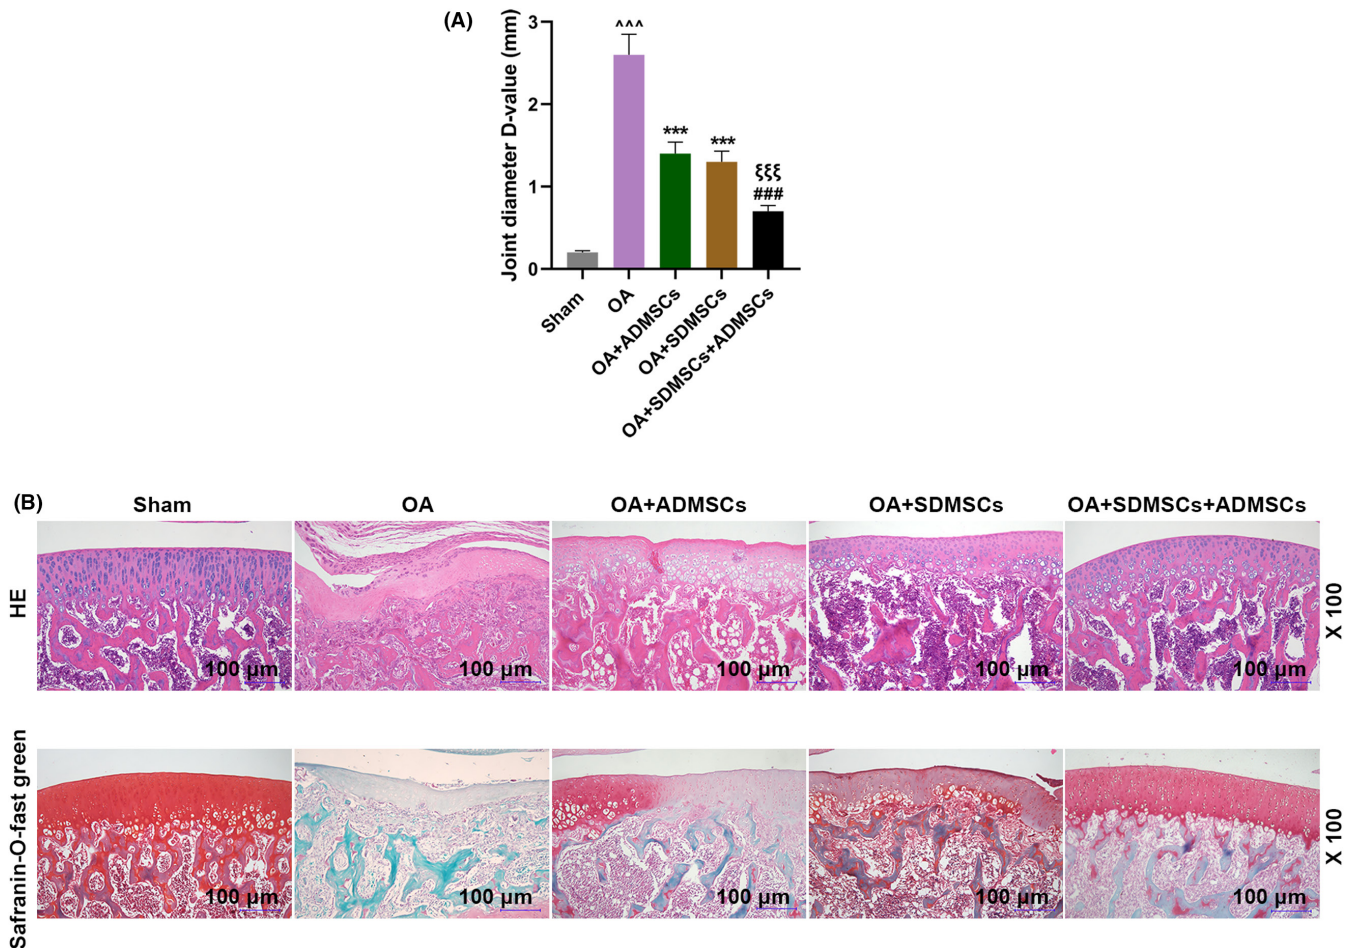 (A)
Joint diameter D-value (mm)
3
2
1
0
^^^
***
***
ξξξ
###
Sham
OA
OA+ADMSCs
OA+SDMSCs
OA+SDMSCs+ADMSCs
(B)
Sham
OA
OA+ADMSCs
OA+SDMSCs
OA+SDMSCs+ADMSCs
HE
100 μm
100 μm
100 μm
100 μm
100 μm
X 100
Safranin-O-fast green
100 μm
100 μm
100 μm
100 μm
100 μm
X 100